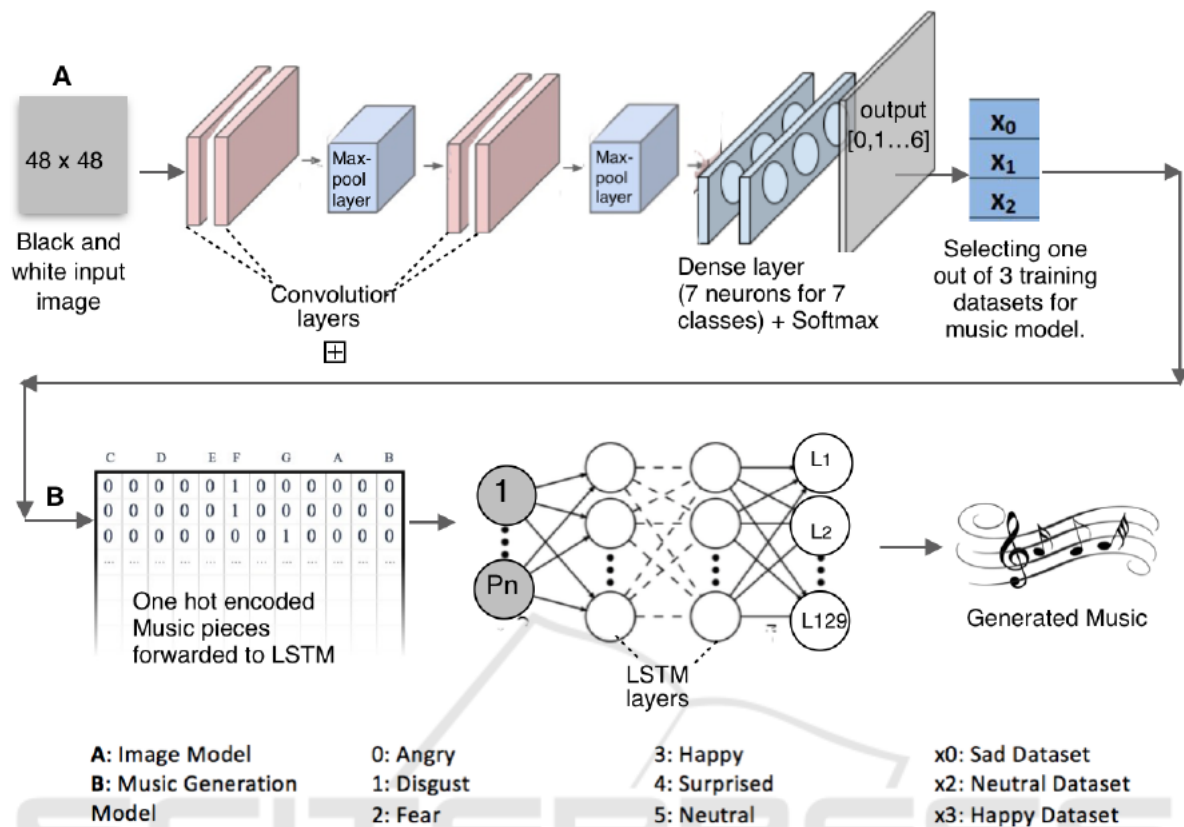 A
48 x 48
Black and
white input
image
Max-
pool
layer
Max-
pool
layer
Convolution
layers
output
[0,1...6]
Dense layer
(7 neurons for 7
classes) + Softmax
x0
x1
x2
Selecting one
out of 3 training
datasets for
music model.
B
C D E F G A B
0 0 0 0 0 1 0 0 0 0 0 0
0 0 0 0 0 1 0 0 0 0 0 0
0 0 0 0 0 0 0 1 0 0 0 0
... ... ... ... ... ... ... ... ... ... ... ...
One hot encoded
Music pieces
forwarded to LSTM
1
Pn
L1
L2
L129
LSTM
layers
Generated Music
A: Image Model 0: Angry 3: Happy x0: Sad Dataset
B: Music Generation 1: Disgust 4: Surprised x2: Neutral Dataset
Model 2: Fear 5: Neutral x3: Happy Dataset